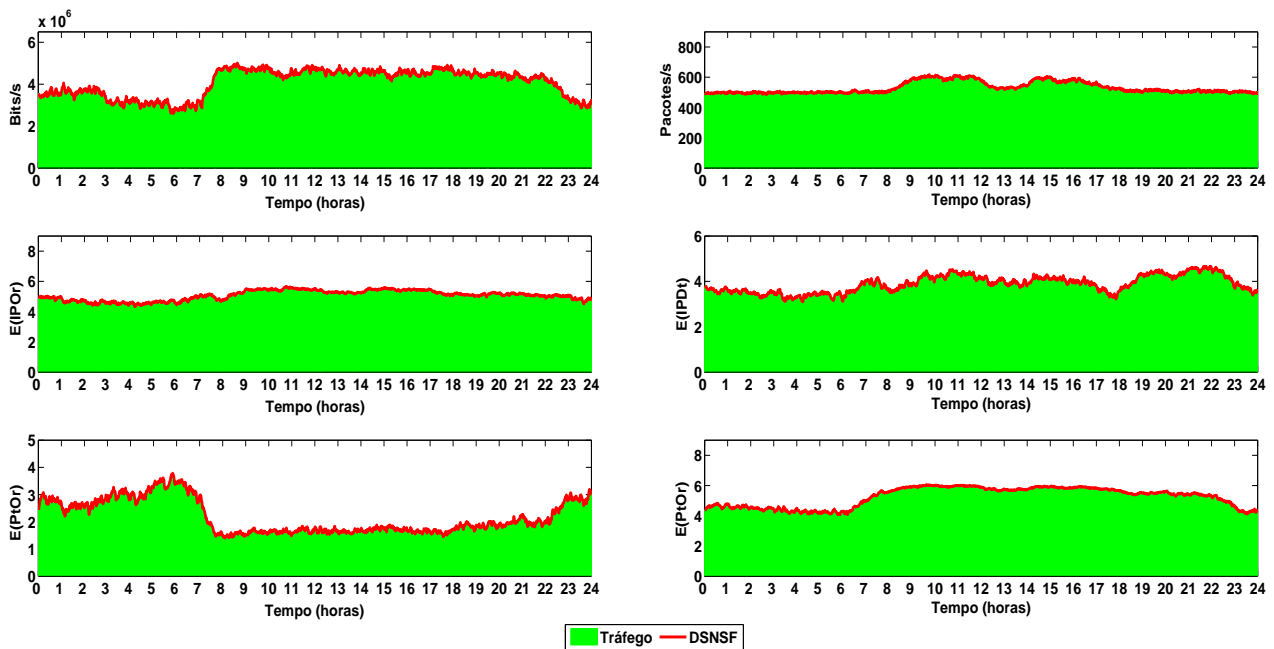 x 10^6
6
4
2
0
Bits/s
0 1 2 3 4 5 6 7 8 9 10 11 12 13 14 15 16 17 18 19 20 21 22 23 24
Tempo (horas)
800
600
400
200
0
Pacotes/s
0 1 2 3 4 5 6 7 8 9 10 11 12 13 14 15 16 17 18 19 20 21 22 23 24
Tempo (horas)
8
6
4
2
0
E(IPOr)
0 1 2 3 4 5 6 7 8 9 10 11 12 13 14 15 16 17 18 19 20 21 22 23 24
Tempo (horas)
6
4
2
0
E(IPDt)
0 1 2 3 4 5 6 7 8 9 10 11 12 13 14 15 16 17 18 19 20 21 22 23 24
Tempo (horas)
5
4
3
2
1
0
E(PtOr)
0 1 2 3 4 5 6 7 8 9 10 11 12 13 14 15 16 17 18 19 20 21 22 23 24
Tempo (horas)
8
6
4
2
0
E(PtOr)
0 1 2 3 4 5 6 7 8 9 10 11 12 13 14 15 16 17 18 19 20 21 22 23 24
Tempo (horas)
Tráfego DSNSF